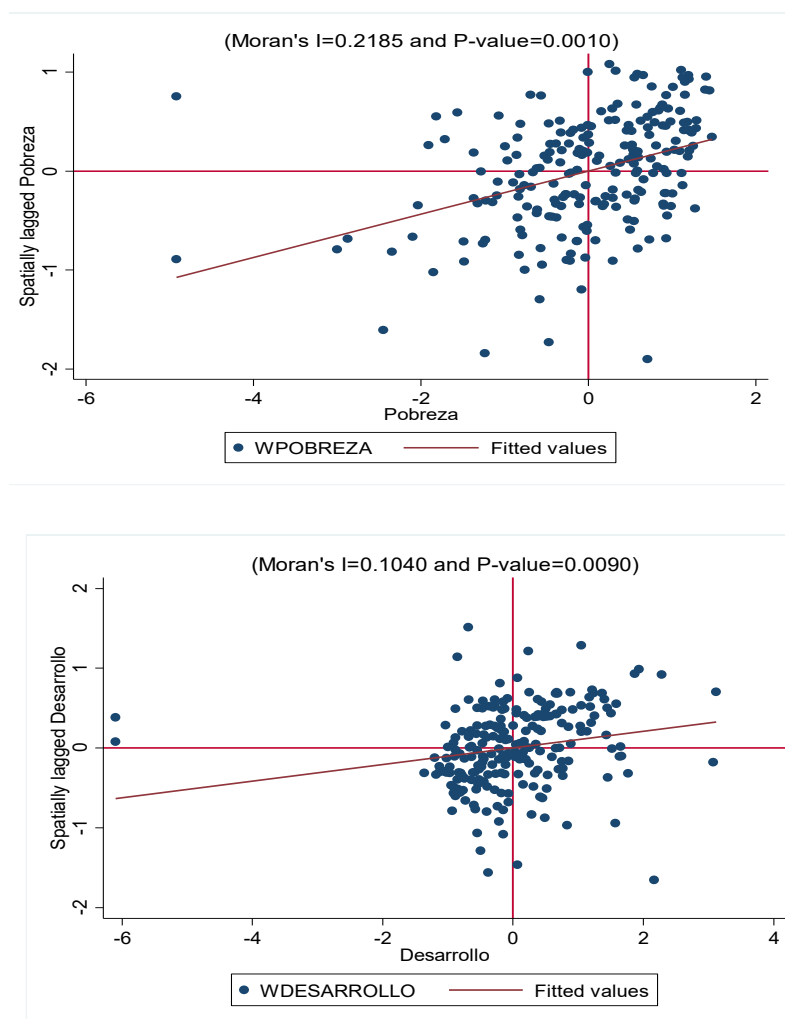 (Moran's I=0.2185 and P-value=0.0010)
Spatially lagged Pobreza
1
0
-1
-2
-6
-4
-2
0
2
Pobreza
WPOBREZA
Fitted values
(Moran's I=0.1040 and P-value=0.0090)
Spatially lagged Desarrollo
2
1
0
-1
-2
-6
-4
-2
0
2
4
Desarrollo
WDESARROLLO
Fitted values